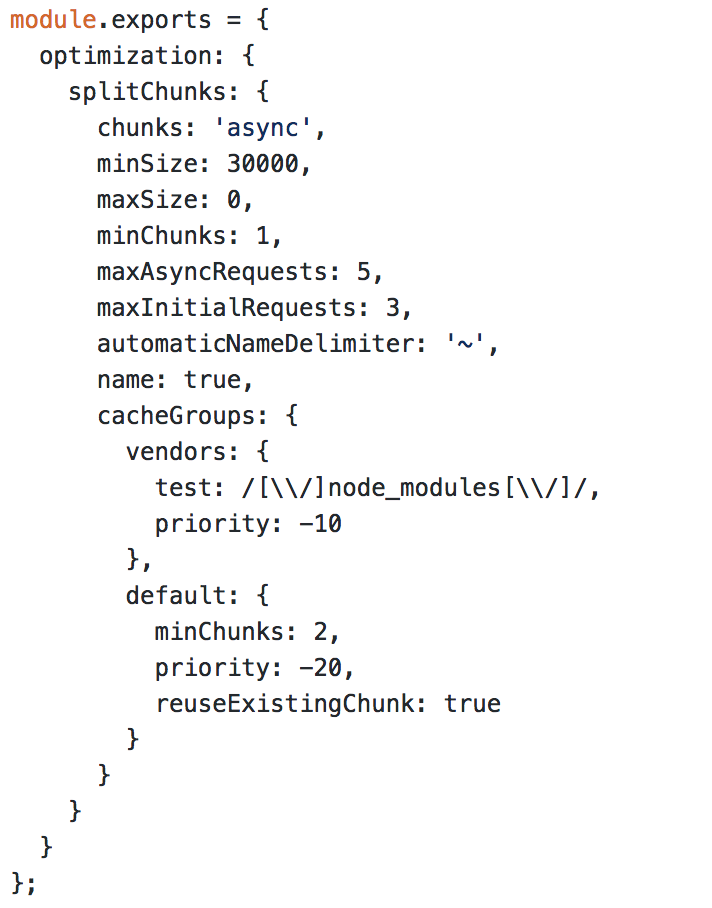 module.exports = {
  optimization: {
    splitChunks: {
      chunks: 'async',
      minSize: 30000,
      maxSize: 0,
      minChunks: 1,
      maxAsyncRequests: 5,
      maxInitialRequests: 3,
      automaticNameDelimiter: '~',
      name: true,
      cacheGroups: {
        vendors: {
          test: /[\\/]node_modules[\\/]/,
          priority: -10
        },
        default: {
          minChunks: 2,
          priority: -20,
          reuseExistingChunk: true
        }
      }
    }
  }
};